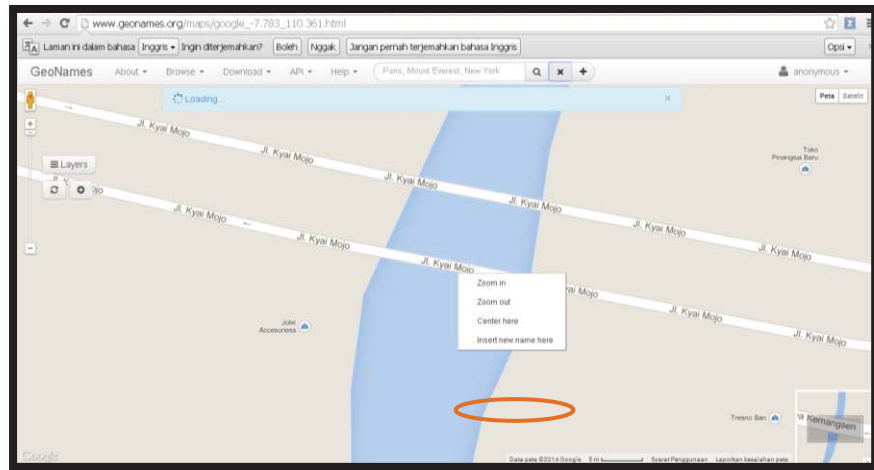 www.geonames.org/maps/google_-7.783_110.361.html
Laman ini dalam bahasa Inggris Ingin diterjemahkan? Boleh Nggak Jangan pernah terjemahkan bahasa Inggris Opsi
GeoNames About Browse Download API Help Paris, Mount Everest, New York anonymous
Loading...
Peta Satelit
Jl. Kyai Mojo
Jl. Kyai Mojo
Toko
Pinangsia Baru
Layers
Jl. Kyai Mojo
Jl. Kyai Mojo
Jl. Kyai Mojo
Jl. Kyai Mojo
Jl. Kyai Mojo
Jl. Kyai Mojo
Jl. Kyai Mojo
Zoom in
Zoom out
Center here
Insert new name here
yai Mojo
Jl. Kyai Mojo
Jl. Kyai Mojo
Accesoriess
Tresno Ban
Kemangsen
Google
Data peta ©2014 Google 5 m Syarat Penggunaan Laporkan kesalahan peta